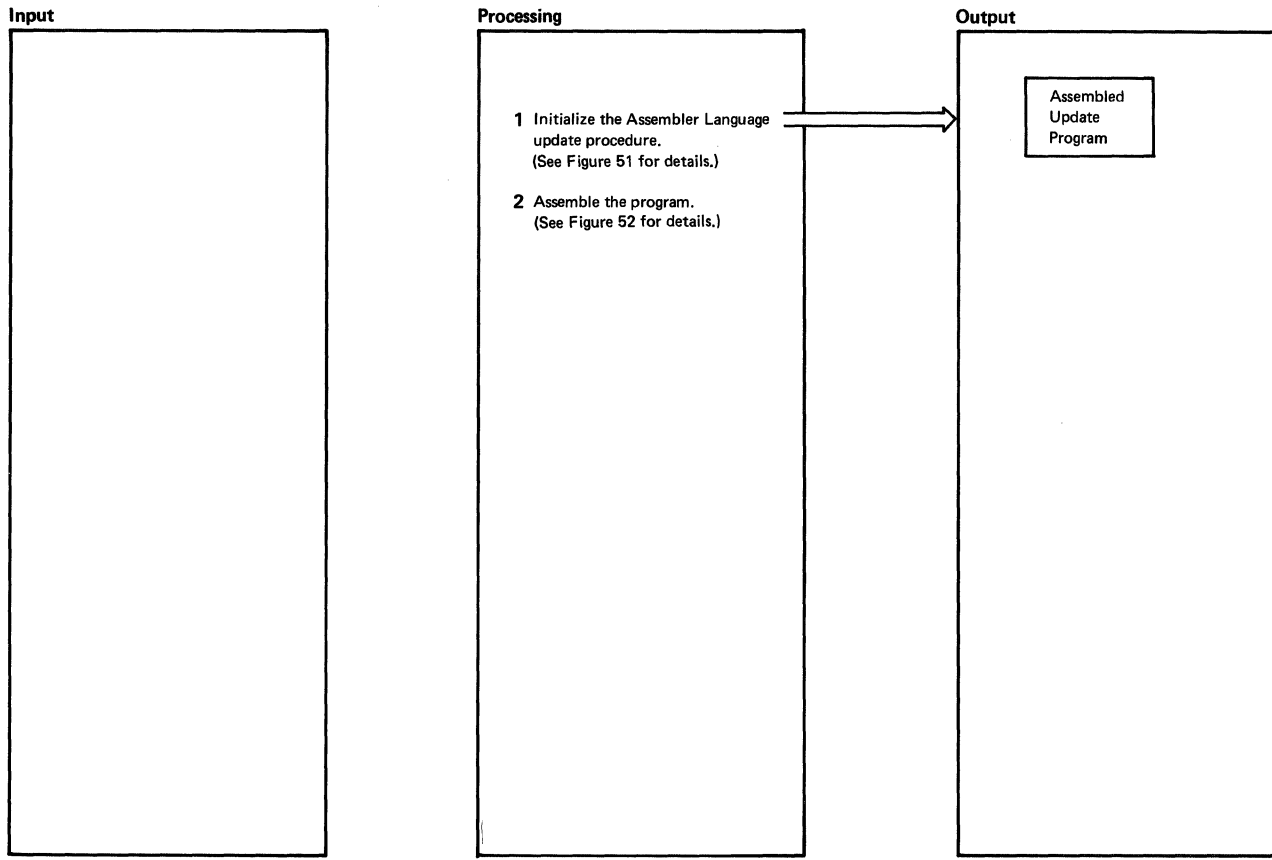 Input
Processing
Output
1 Initialize the Assembler Language
update procedure.
(See Figure 51 for details.)
2 Assemble the program.
(See Figure 52 for details.)
Assembled
Update
Program